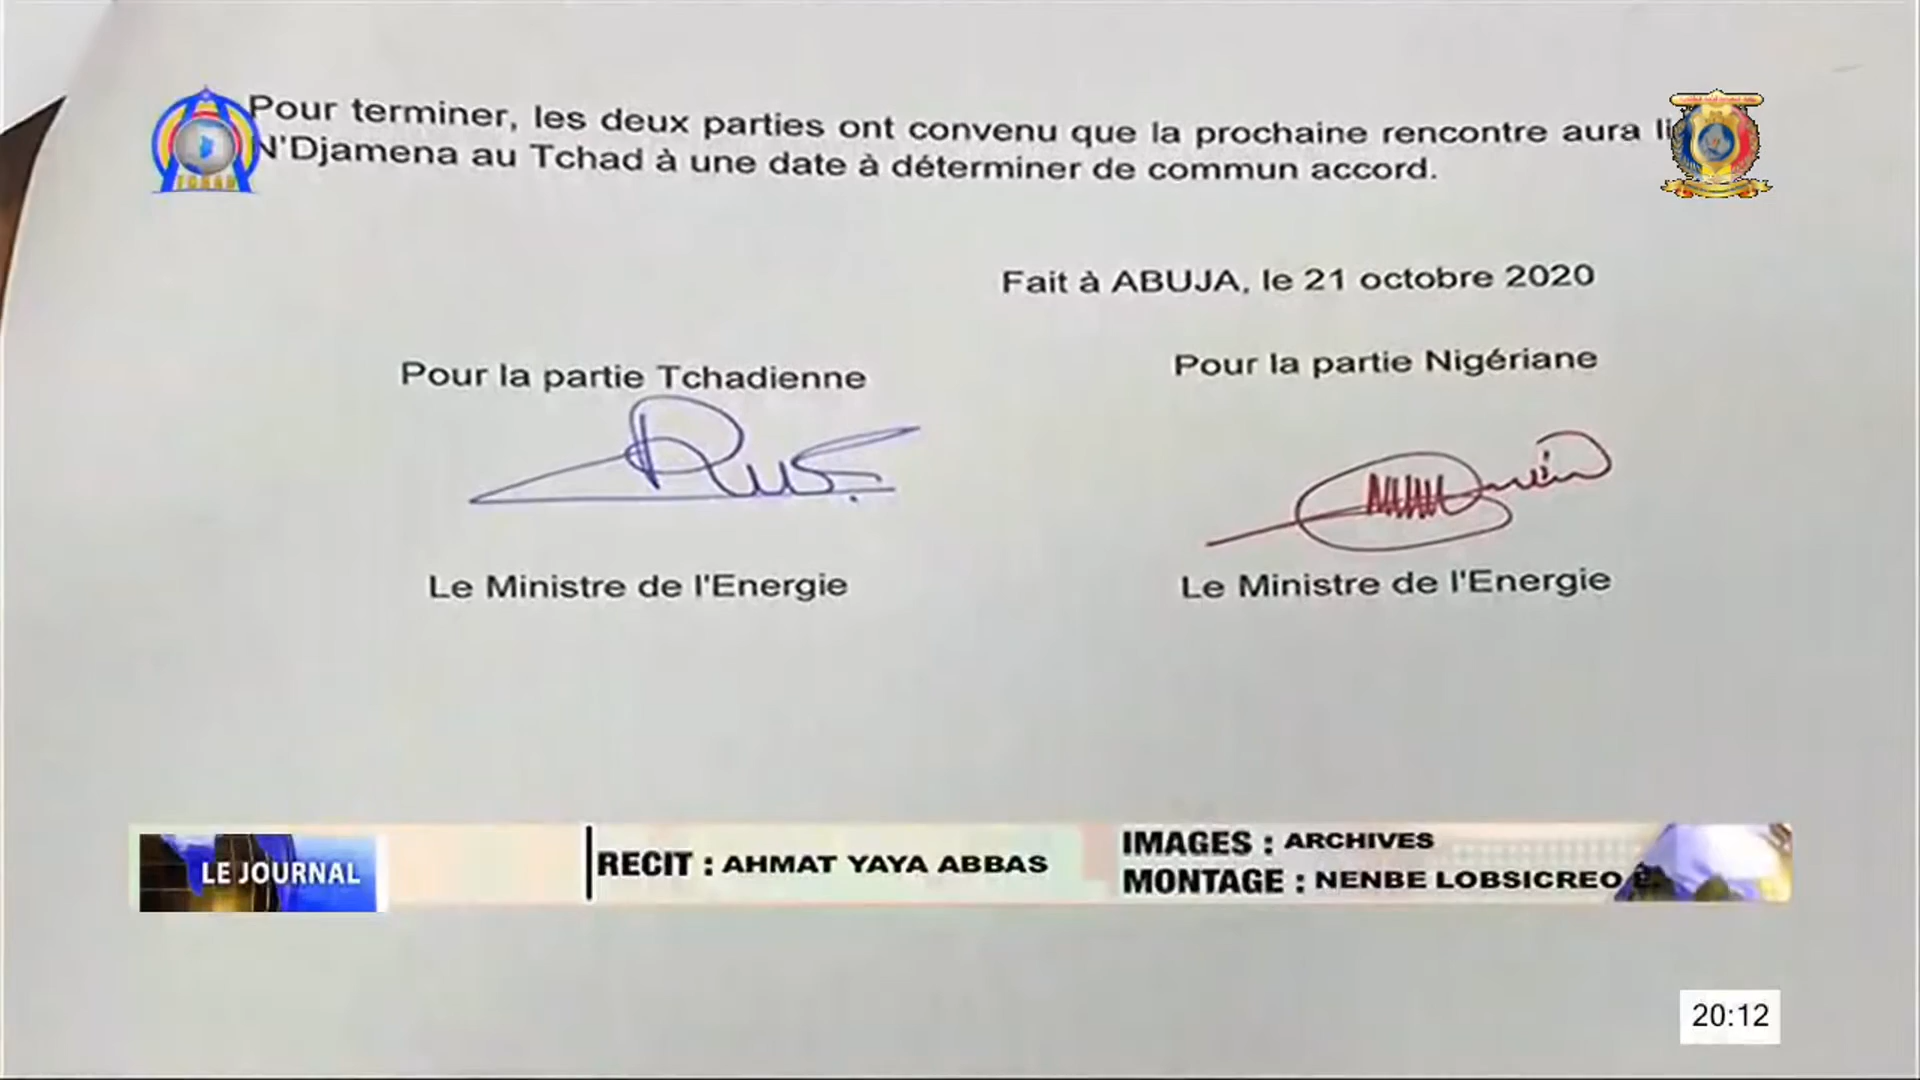 Pour terminer, les deux parties ont convenu que la prochaine rencontre aura li
N'Djamena au Tchad à une date à déterminer de commun accord.
Fait à ABUJA, le 21 octobre 2020
Pour la partie Tchadienne
Pour la partie Nigériane
Le Ministre de l'Energie
Le Ministre de l'Energie
LE JOURNAL
RECIT : AHMAT YAYA ABBAS
IMAGES : ARCHIVES
MONTAGE : NENBE LOBSICREO
20:12